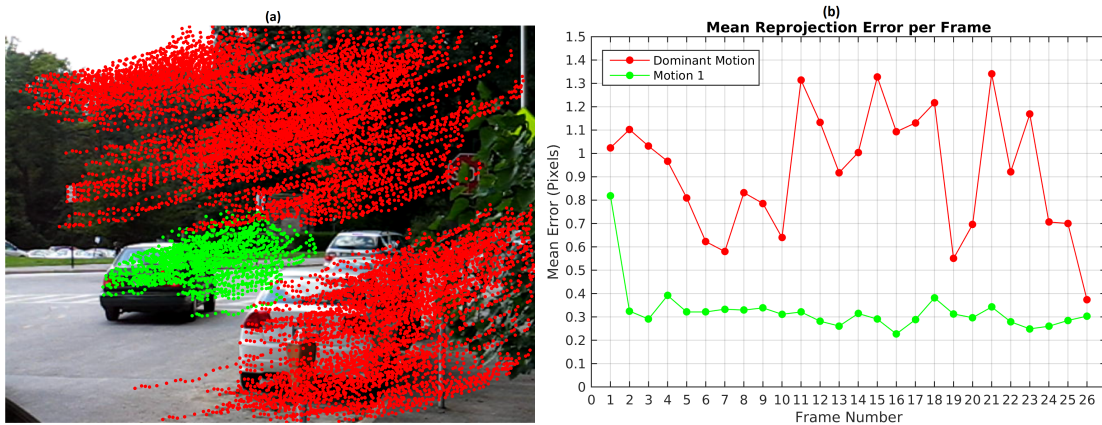 (a)
(b)
Mean Reprojection Error per Frame
Dominant Motion
Motion 1
Mean Error (Pixels)
1.5
1.4
1.3
1.2
1.1
1
0.9
0.8
0.7
0.6
0.5
0.4
0.3
0.2
0.1
0
0 1 2 3 4 5 6 7 8 9 10 11 12 13 14 15 16 17 18 19 20 21 22 23 24 25 26
Frame Number